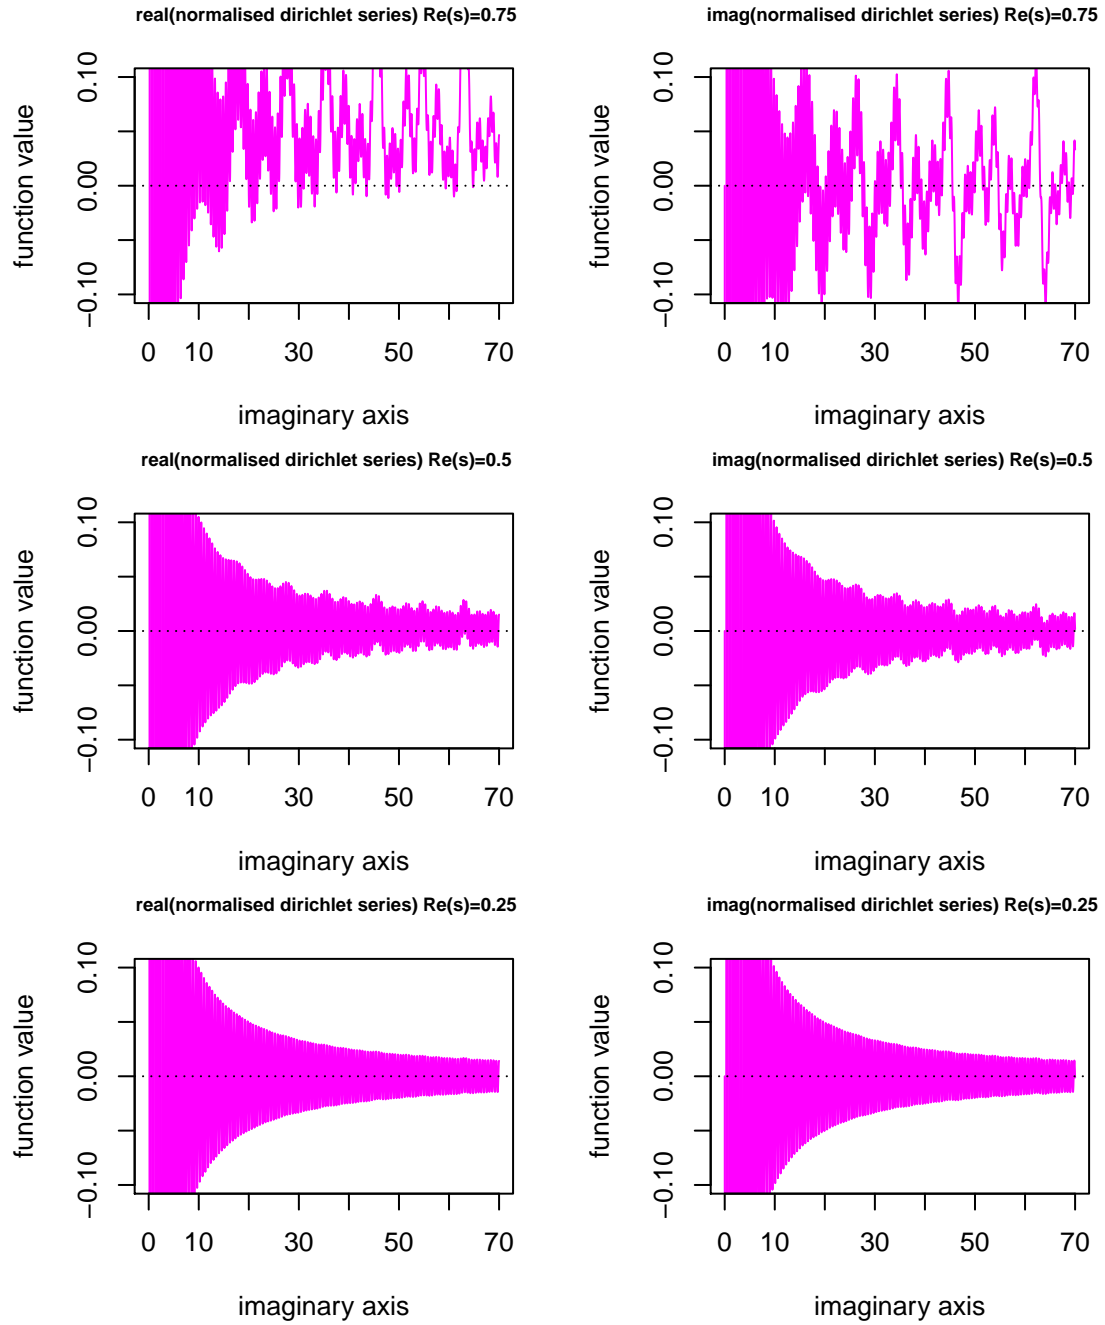 real(normalised dirichlet series) Re(s)=0.75
function value
0.10
0.00
−0.10
0 10 30 50 70
imaginary axis
imag(normalised dirichlet series) Re(s)=0.75
function value
0.10
0.00
−0.10
0 10 30 50 70
imaginary axis
real(normalised dirichlet series) Re(s)=0.5
function value
0.10
0.00
−0.10
0 10 30 50 70
imaginary axis
imag(normalised dirichlet series) Re(s)=0.5
function value
0.10
0.00
−0.10
0 10 30 50 70
imaginary axis
real(normalised dirichlet series) Re(s)=0.25
function value
0.10
0.00
−0.10
0 10 30 50 70
imaginary axis
imag(normalised dirichlet series) Re(s)=0.25
function value
0.10
0.00
−0.10
0 10 30 50 70
imaginary axis